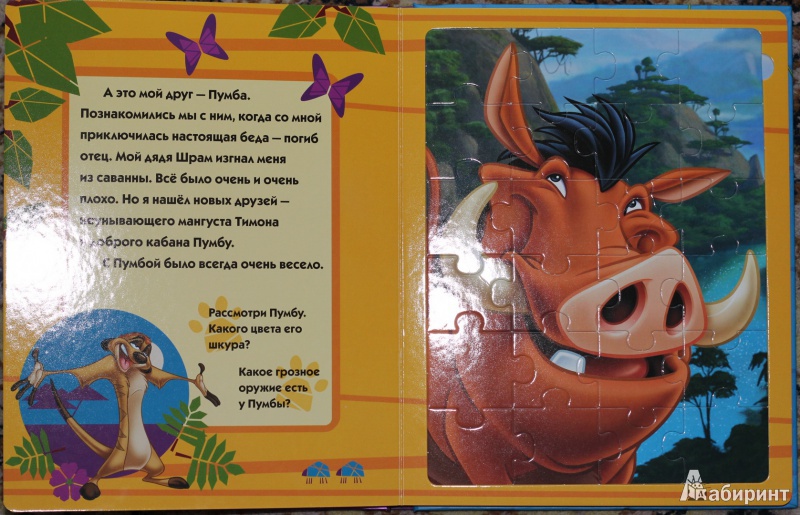 А это мой друг — Пумба.
Познакомились мы с ним, когда со мной
приключилась настоящая беда — погиб
отец. Мой дядя Шрам изгнал меня
из саванны. Всё было очень и очень
плохо. Но я нашёл новых друзей —
неунывающего мангуста Тимона
и доброго кабана Пумбу.
С Пумбой было всегда очень весело.
Рассмотри Пумбу.
Какого цвета его
шкура?
Какое грозное
оружие есть
у Пумбы?
Лабиринт